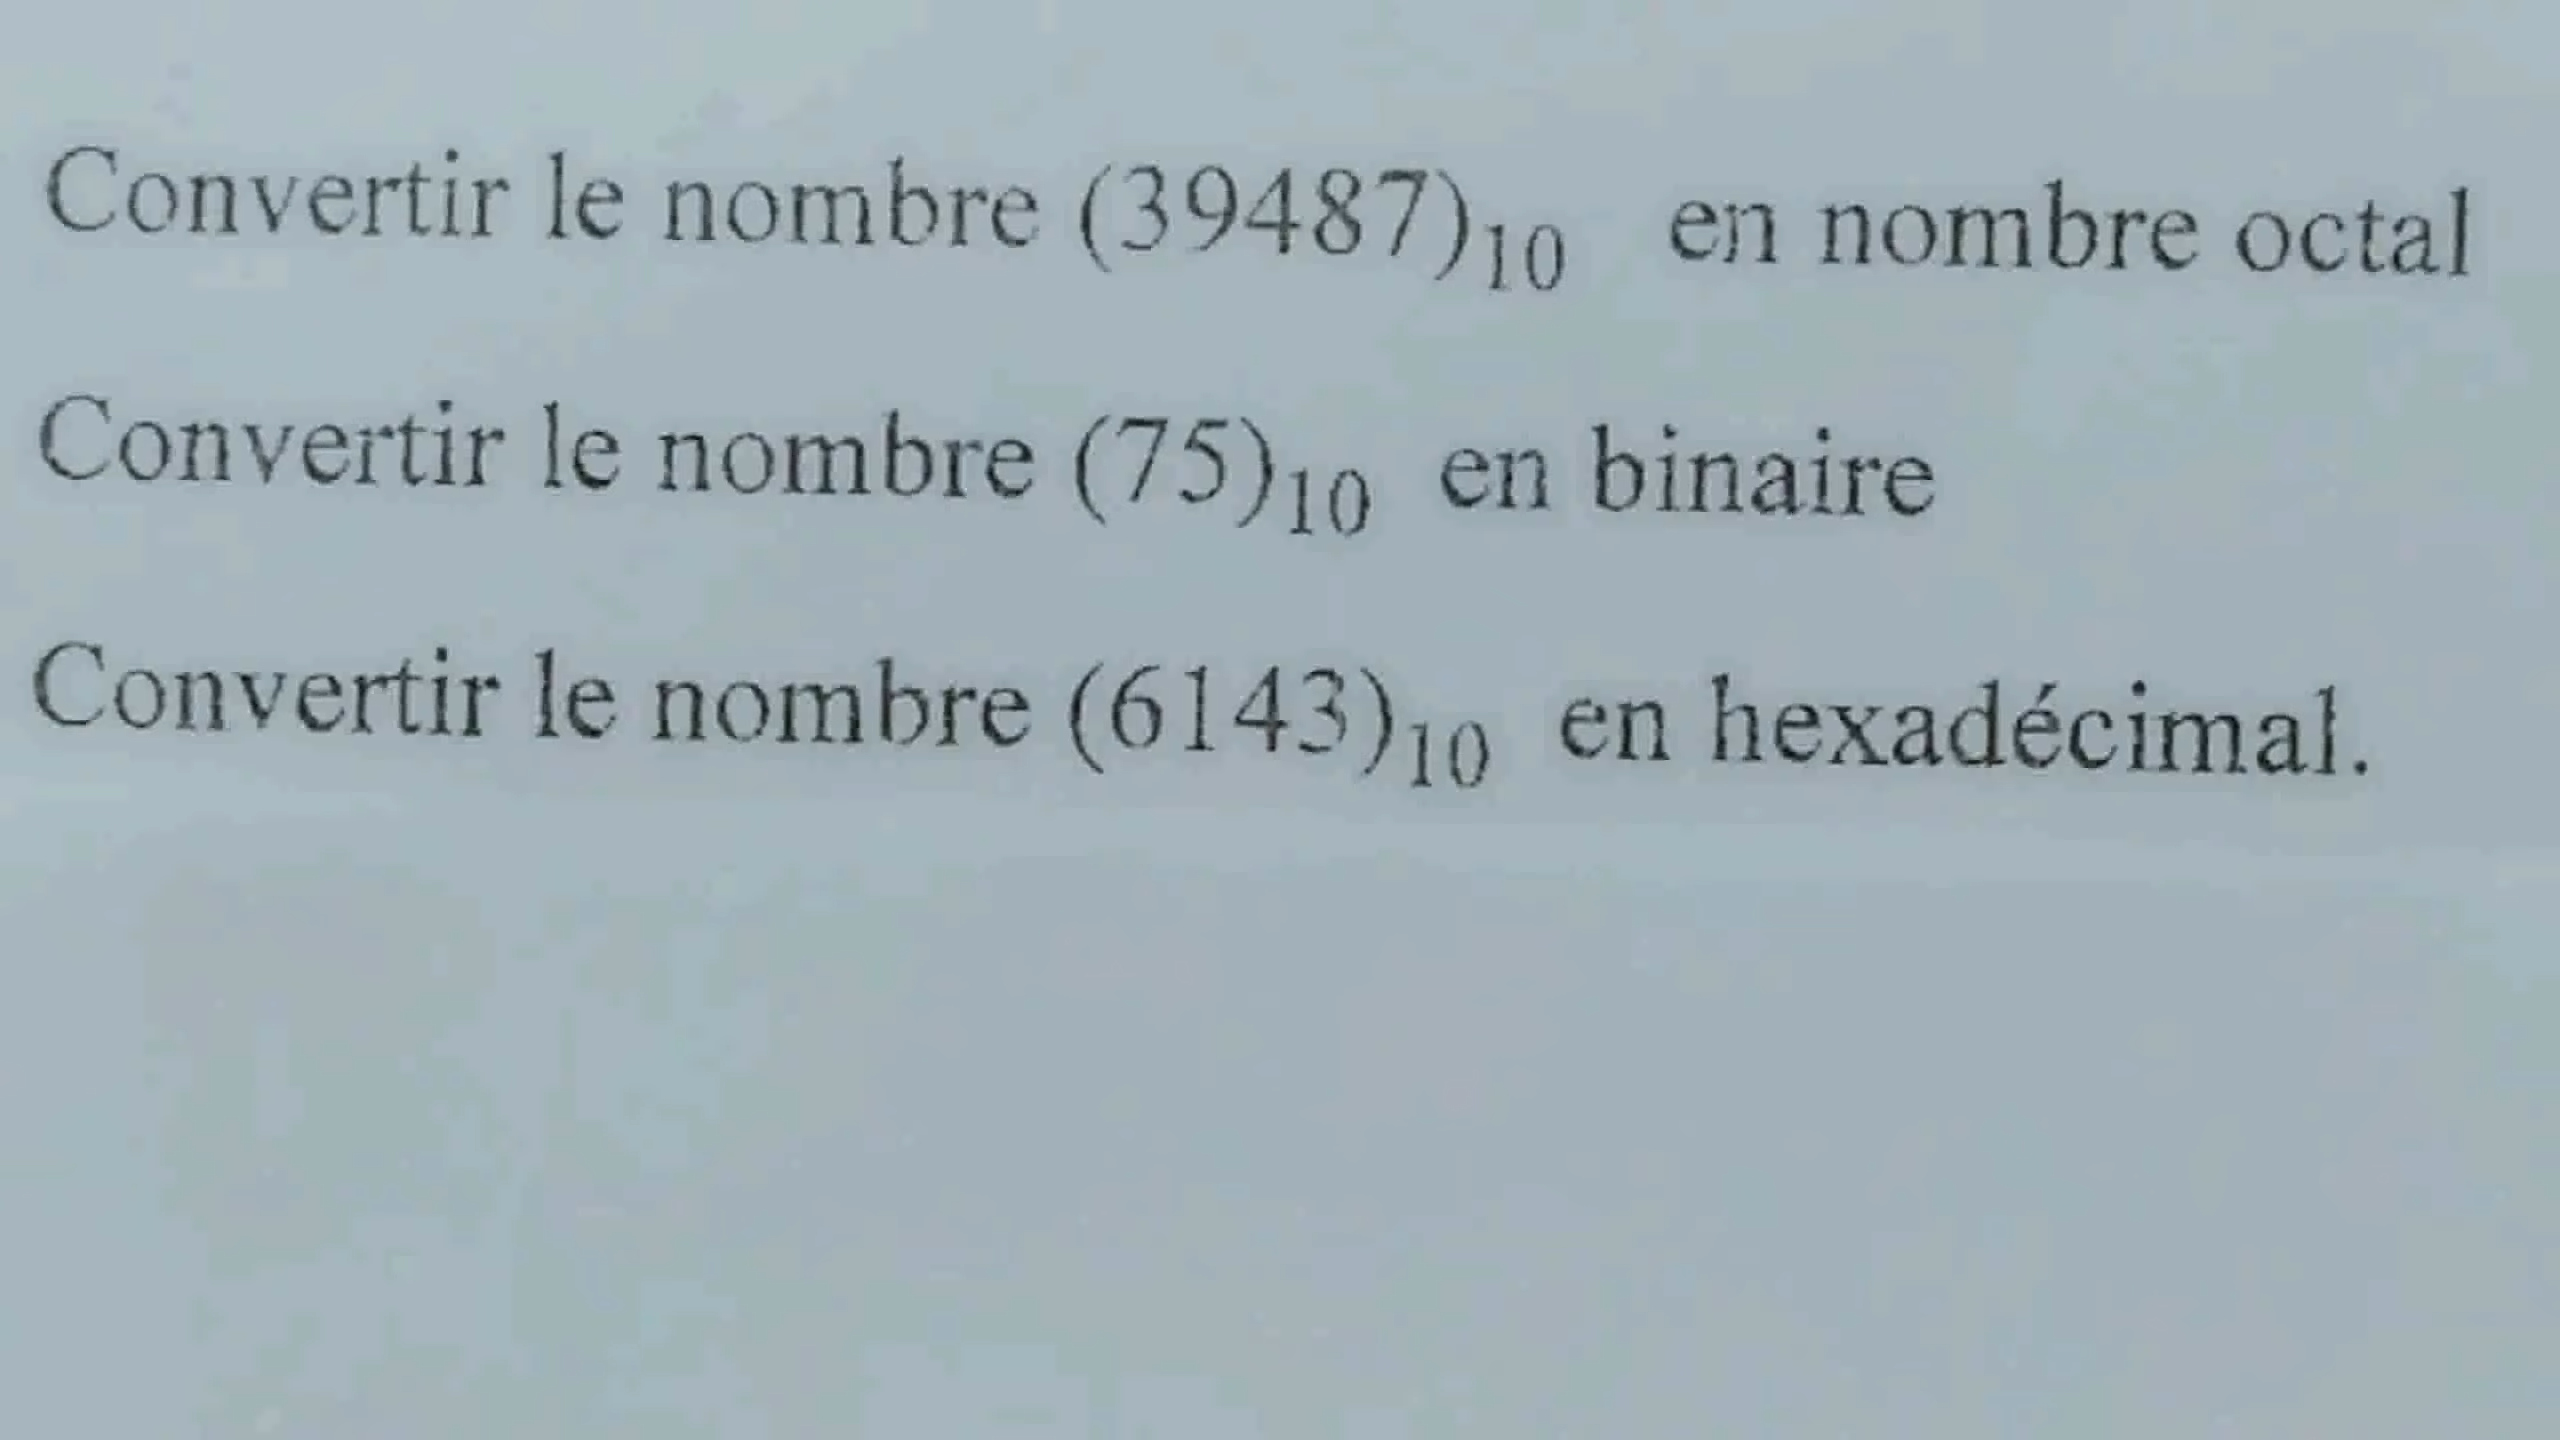 Convertir le nombre (39487)₁₀ en nombre octal
Convertir le nombre (75)₁₀ en binaire
Convertir le nombre (6143)₁₀ en hexadécimal.